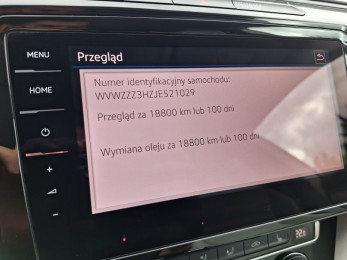 MENU
Przegląd
HOME
Numer identyfikacyjny samochodu:
WVWZZZ3HZJE521029
Przegląd za 18800 km lub 100 dni
Wymiana oleju za 18800 km lub 100 dni